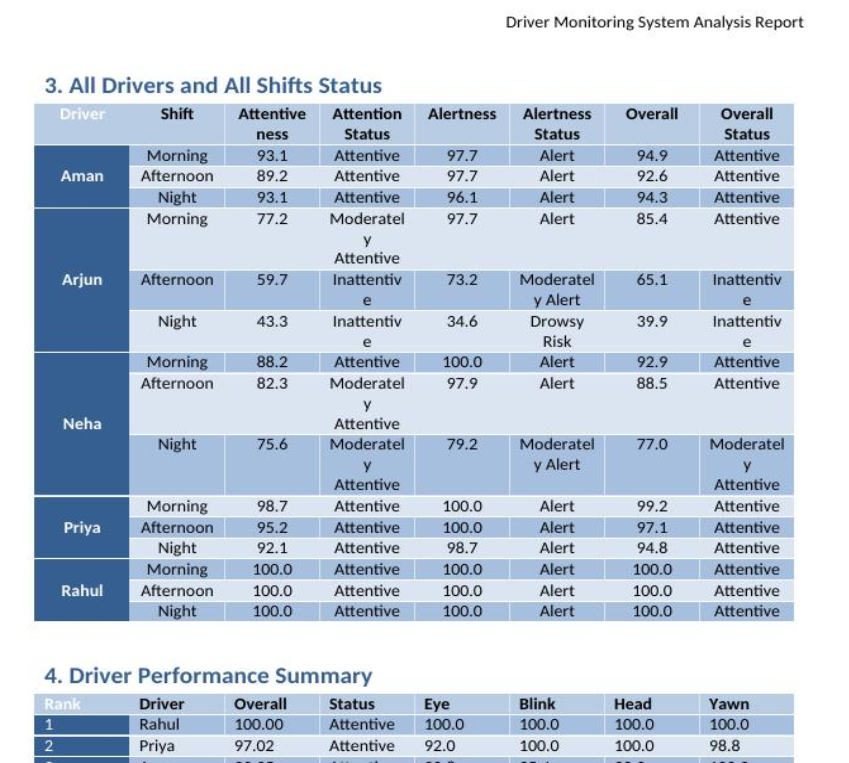 Driver Monitoring System Analysis Report
3. All Drivers and All Shifts Status
Driver Shift Attentive ness Attention Status Alertness Alertness Status Overall Overall Status
Aman
Morning 93.1 Attentive 97.7 Alert 94.9 Attentive
Afternoon 89.2 Attentive 97.7 Alert 92.6 Attentive
Night 93.1 Attentive 96.1 Alert 94.3 Attentive
Arjun
Morning 77.2 Moderatel y Attentive 97.7 Alert 85.4 Attentive
Afternoon 59.7 Inattentiv e 73.2 Moderatel y Alert 65.1 Inattentiv e
Night 43.3 Inattentiv e 34.6 Drowsy Risk 39.9 Inattentiv e
Neha
Morning 88.2 Attentive 100.0 Alert 92.9 Attentive
Afternoon 82.3 Moderatel y Attentive 97.9 Alert 88.5 Attentive
Night 75.6 Moderatel y Attentive 79.2 Moderatel y Alert 77.0 Moderatel y Attentive
Priya
Morning 98.7 Attentive 100.0 Alert 99.2 Attentive
Afternoon 95.2 Attentive 100.0 Alert 97.1 Attentive
Night 92.1 Attentive 98.7 Alert 94.8 Attentive
Rahul
Morning 100.0 Attentive 100.0 Alert 100.0 Attentive
Afternoon 100.0 Attentive 100.0 Alert 100.0 Attentive
Night 100.0 Attentive 100.0 Alert 100.0 Attentive
4. Driver Performance Summary
Rank Driver Overall Status Eye Blink Head Yawn
1 Rahul 100.00 Attentive 100.0 100.0 100.0 100.0
2 Priya 97.02 Attentive 92.0 100.0 100.0 98.8